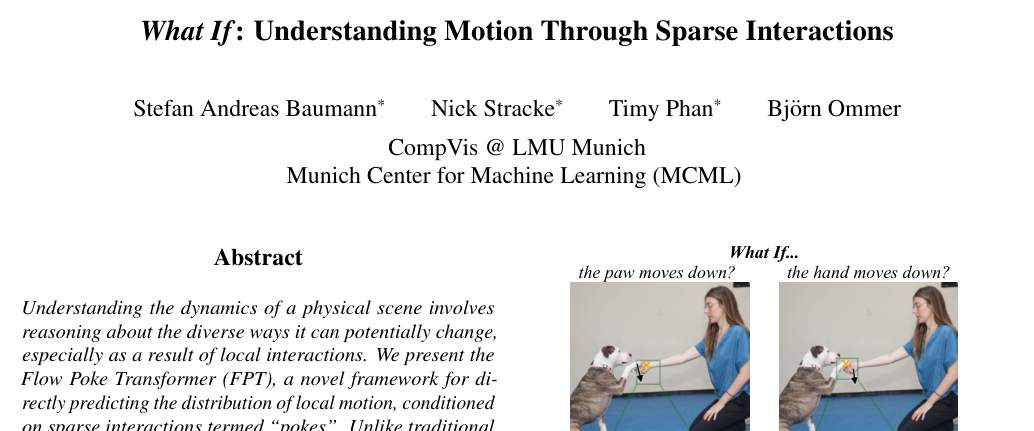 What If: Understanding Motion Through Sparse Interactions
Stefan Andreas Baumann* Nick Stracke* Timy Phan* Björn Ommer
CompVis @ LMU Munich
Munich Center for Machine Learning (MCML)
Abstract
Understanding the dynamics of a physical scene involves
reasoning about the diverse ways it can potentially change,
especially as a result of local interactions. We present the
Flow Poke Transformer (FPT), a novel framework for di-
rectly predicting the distribution of local motion, conditioned
on sparse interactions termed “pokes”. Unlike traditional
What If...
the paw moves down? the hand moves down?